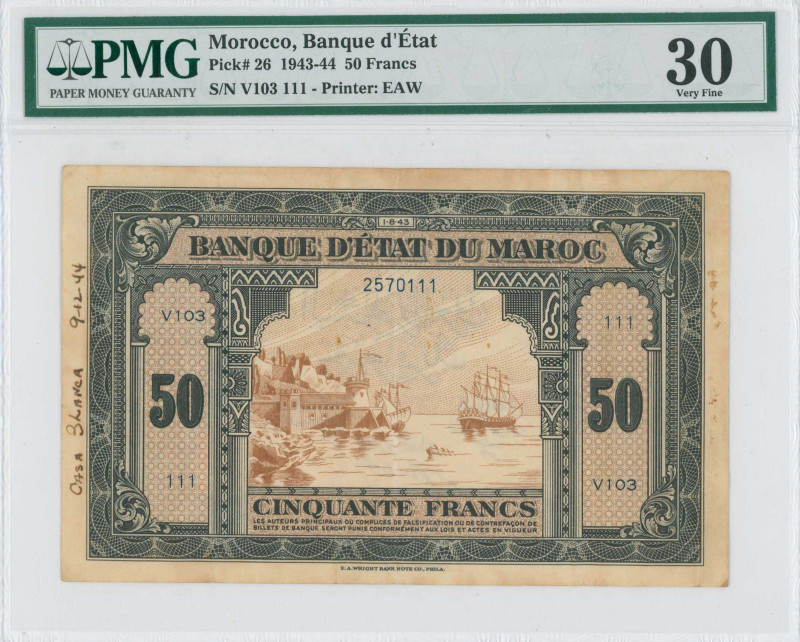 PMG
PAPER MONEY GUARANTY
Morocco, Banque d'État
Pick# 26 1943-44 50 Francs
S/N V103 111 - Printer: EAW
30
Very Fine
1-8-43
BANQUE D'ÉTAT DU MAROC
2570111
V103
111
50
50
111
V103
CINQUANTE FRANCS
LES AUTEURS PRINCIPAUX OU COMPLICES DE FALSIFICATION OU DE CONTREFAÇON DE
BILLETS DE BANQUE SERONT PUNIS CONFORMÉMENT AUX LOIS ET ACTES EN VIGUEUR
E.A. WRIGHT BANK NOTE CO., PHILA.
CASA BLANCA 9-12-44